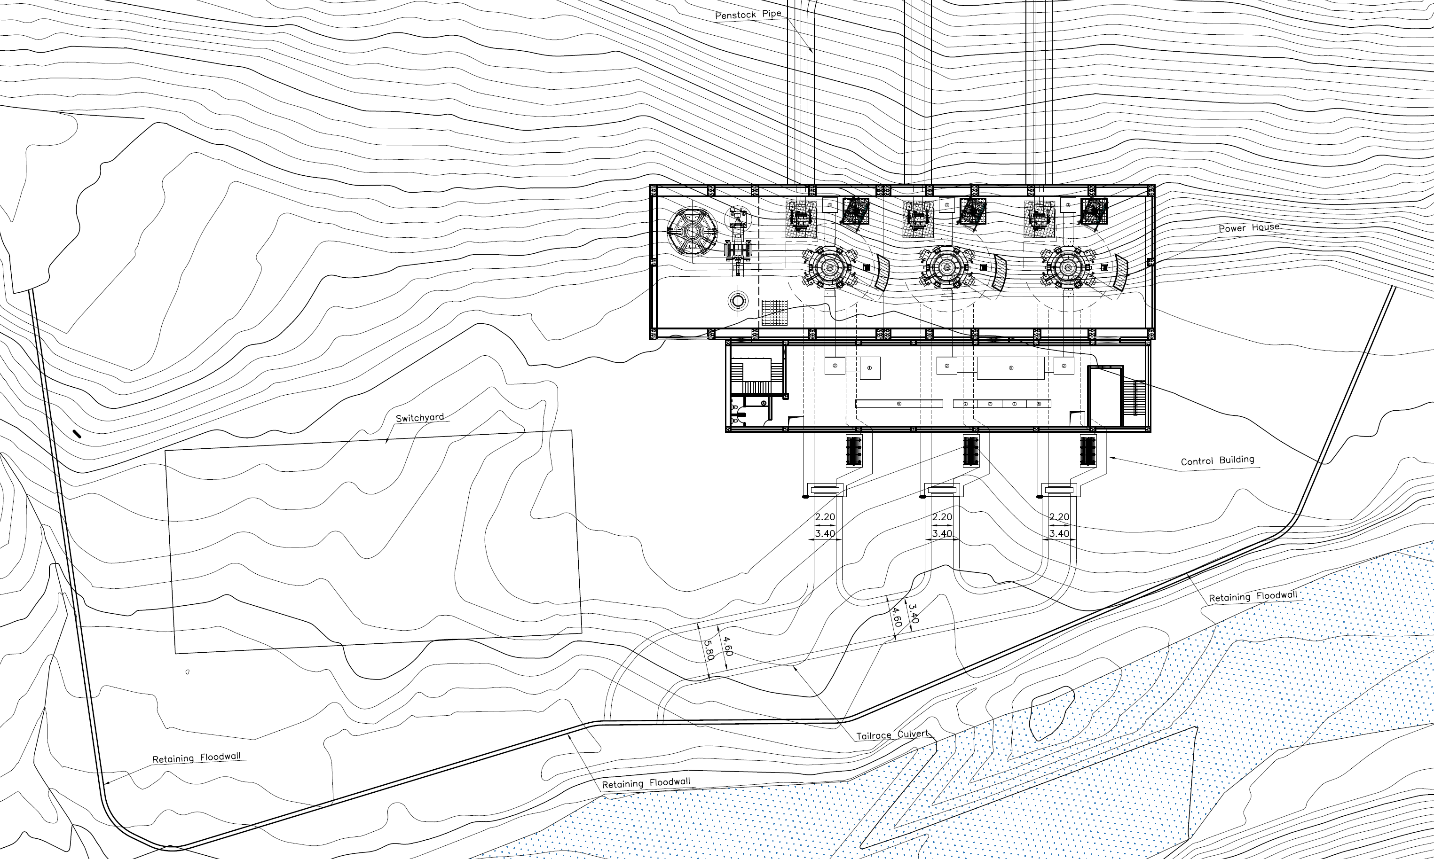 Penstock Pipe
Power House
Switchyard
Control Building
2.20
3.40
2.20
3.40
2.20
3.40
Retaining Floodwall
3.40
4.60
4.60
5.80
Tailrace Culvert
Retaining Floodwall
Retaining Floodwall